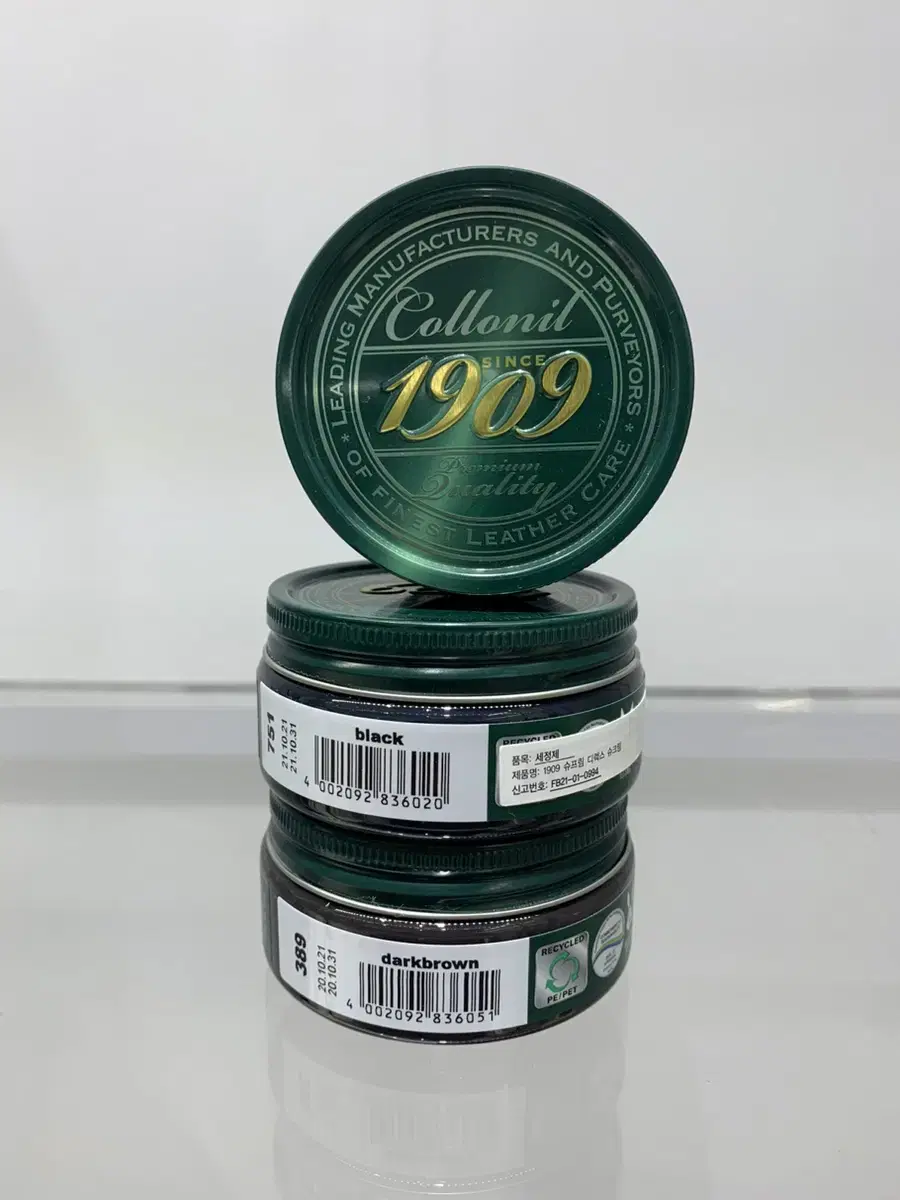 LEADING MANUFACTURERS AND PURVEYORS
* OF FINEST LEATHER CARE *
Collonil
SINCE
1909
Premium
Quality
751
21.10.21
21.10.31
black
4 002092 836020
RECYCLED
품목: 세정제
제품명: 1909 슈프림 디럭스 슈크림
신고번호: FB21-01-0994
389
20.10.21
20.10.31
darkbrown
4 002092 836051
RECYCLED
PE/PET